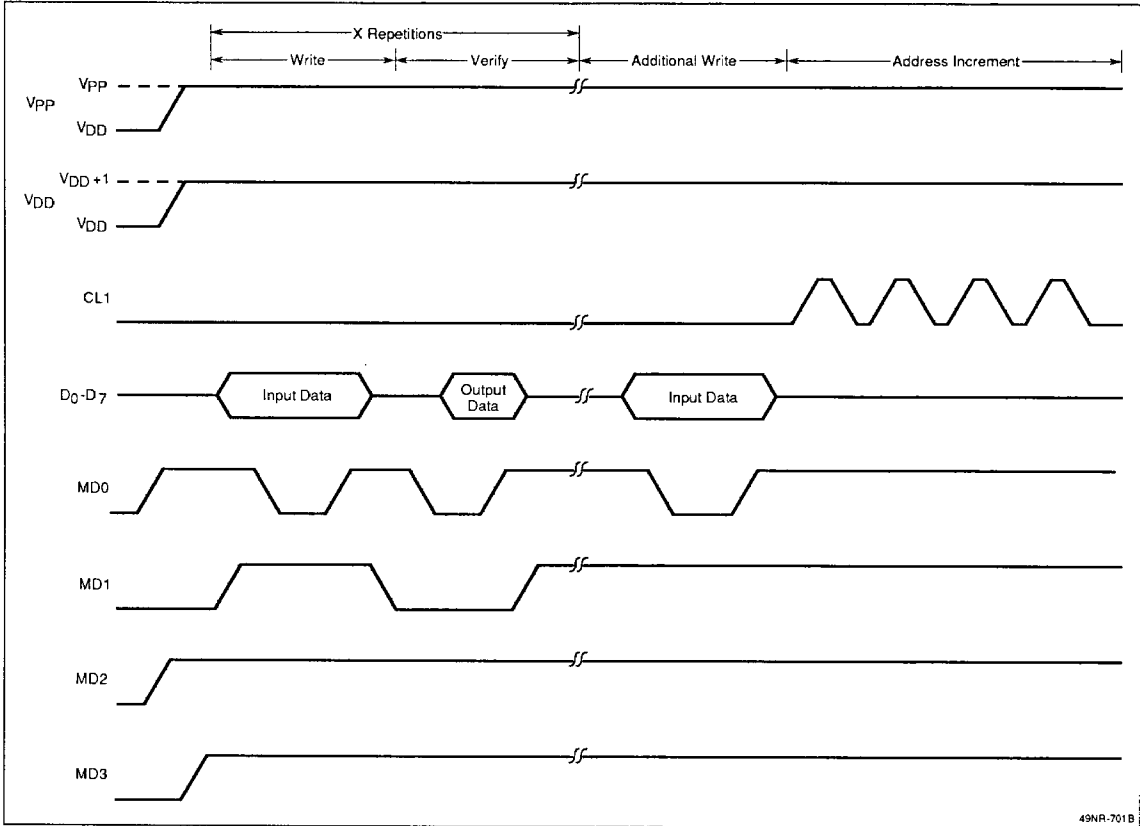 X Repetitions
Write Verify Additional Write Address Increment
VPP
VPP
VDD
VDD +1
VDD
VDD
CL1
D0-D7 Input Data Output Data Input Data
MD0
MD1
MD2
MD3
49NR-701B